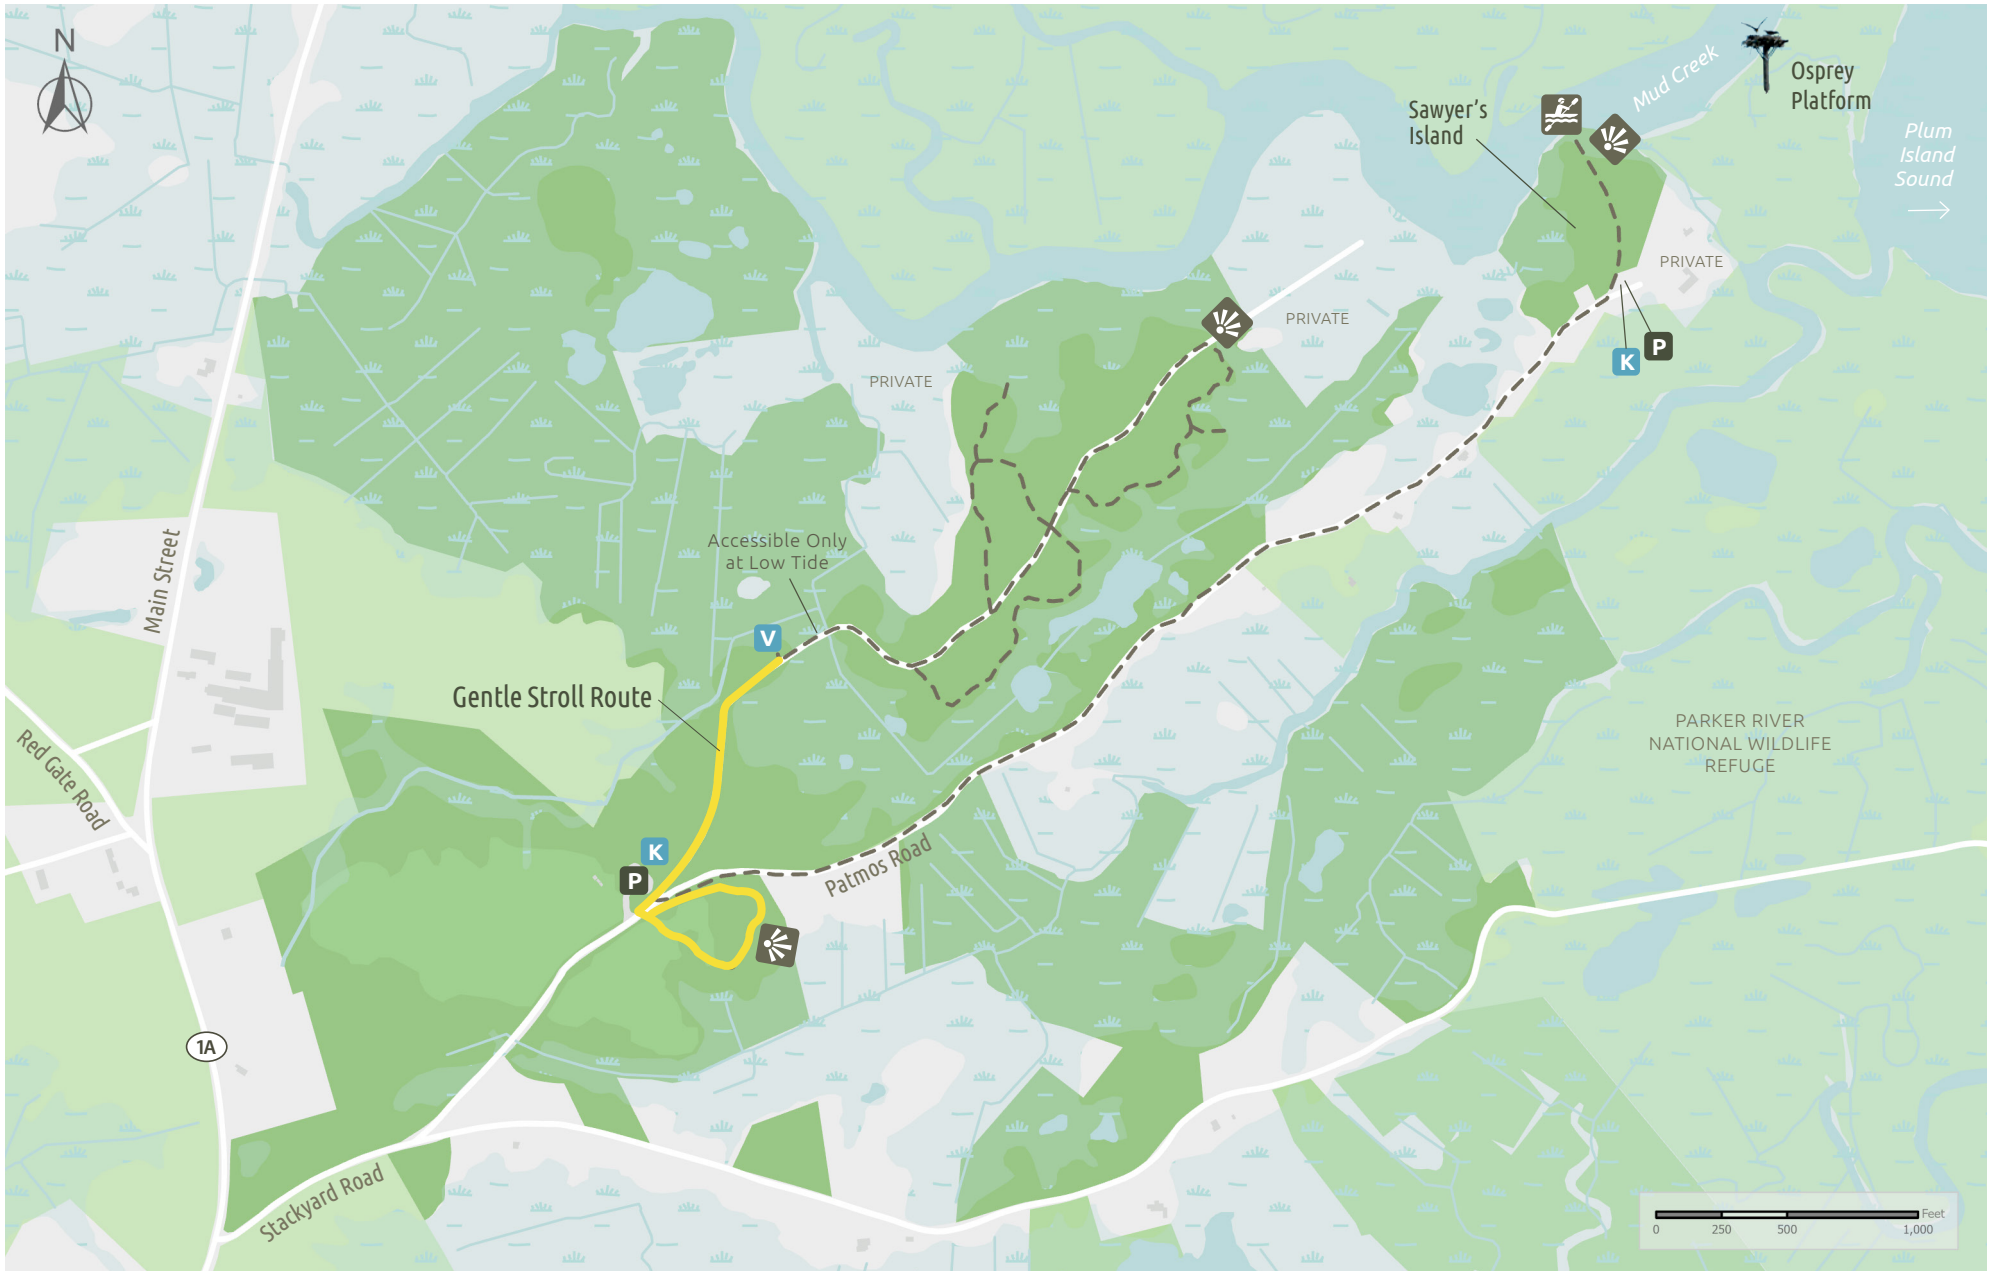 N
Osprey
Platform
Mud Creek
Sawyer's
Island
Plum
Island
Sound
PRIVATE
PRIVATE
K
P
PRIVATE
Accessible Only
at Low Tide
Main Street
V
Gentle Stroll Route
PARKER RIVER
NATIONAL WILDLIFE
REFUGE
Red Gate Road
K
P
Patmos Road
1A
Stackyard Road
Feet
0
250
500
1,000